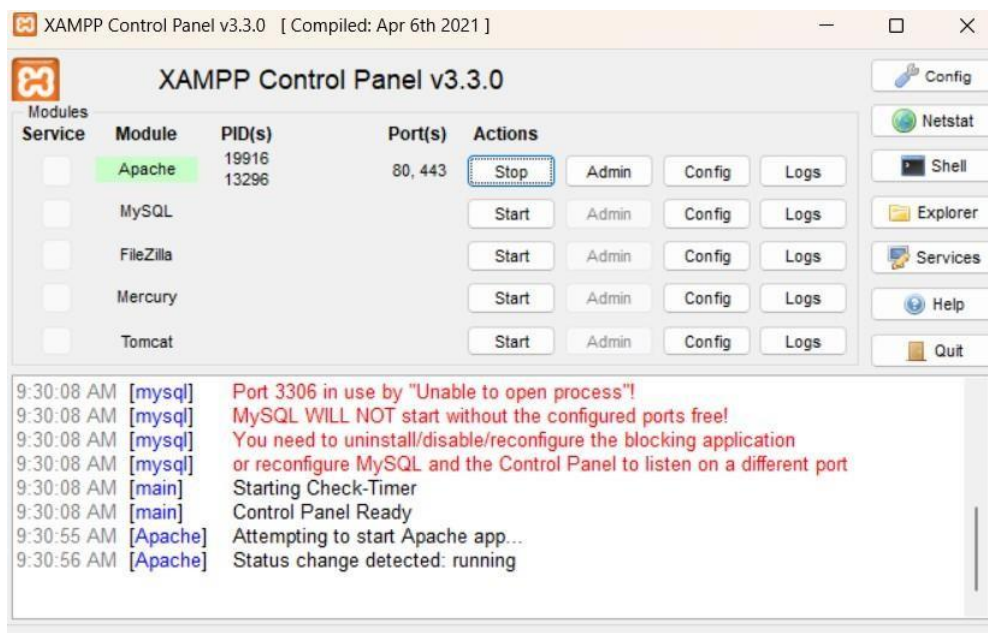 XAMPP Control Panel v3.3.0 [ Compiled: Apr 6th 2021 ]
XAMPP Control Panel v3.3.0
Config
Modules
Service Module PID(s) Port(s) Actions
Netstat
Apache 19916 80, 443 Stop Admin Config Logs
13296
Shell
MySQL Start Admin Config Logs
Explorer
FileZilla Start Admin Config Logs
Services
Mercury Start Admin Config Logs
Help
Tomcat Start Admin Config Logs
Quit
9:30:08 AM [mysql] Port 3306 in use by "Unable to open process"!
9:30:08 AM [mysql] MySQL WILL NOT start without the configured ports free!
9:30:08 AM [mysql] You need to uninstall/disable/reconfigure the blocking application
9:30:08 AM [mysql] or reconfigure MySQL and the Control Panel to listen on a different port
9:30:08 AM [main] Starting Check-Timer
9:30:08 AM [main] Control Panel Ready
9:30:55 AM [Apache] Attempting to start Apache app...
9:30:56 AM [Apache] Status change detected: running